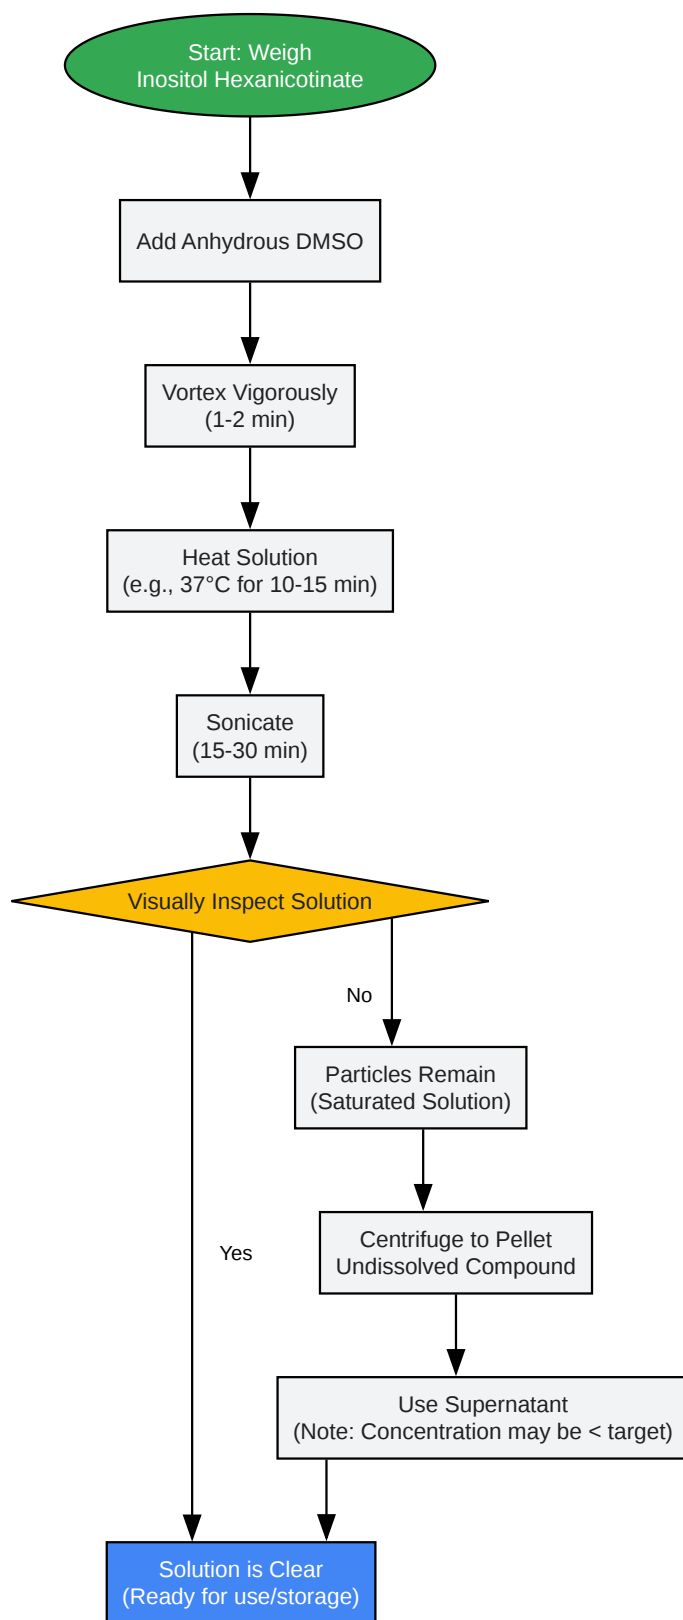 Start: Weigh
Inositol Hexanicotinate
Add Anhydrous DMSO
Vortex Vigorously
(1-2 min)
Heat Solution
(e.g., 37°C for 10-15 min)
Sonicate
(15-30 min)
Visually Inspect Solution
No
Particles Remain
(Saturated Solution)
Centrifuge to Pellet
Undissolved Compound
Yes
Use Supernatant
(Note: Concentration may be < target)
Solution is Clear
(Ready for use/storage)